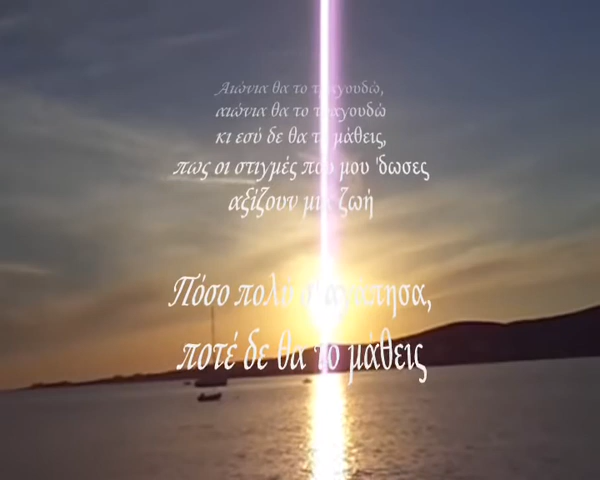 Αιώνια θα το τραγουδώ,
αιώνια θα το τραγουδώ
κι εσύ δε θα το μάθεις,
πως οι στιγμές που μου 'δωσες
αξίζουν μια ζωή
Πόσο πολύ σ' αγάπησα,
ποτέ δε θα το μάθεις